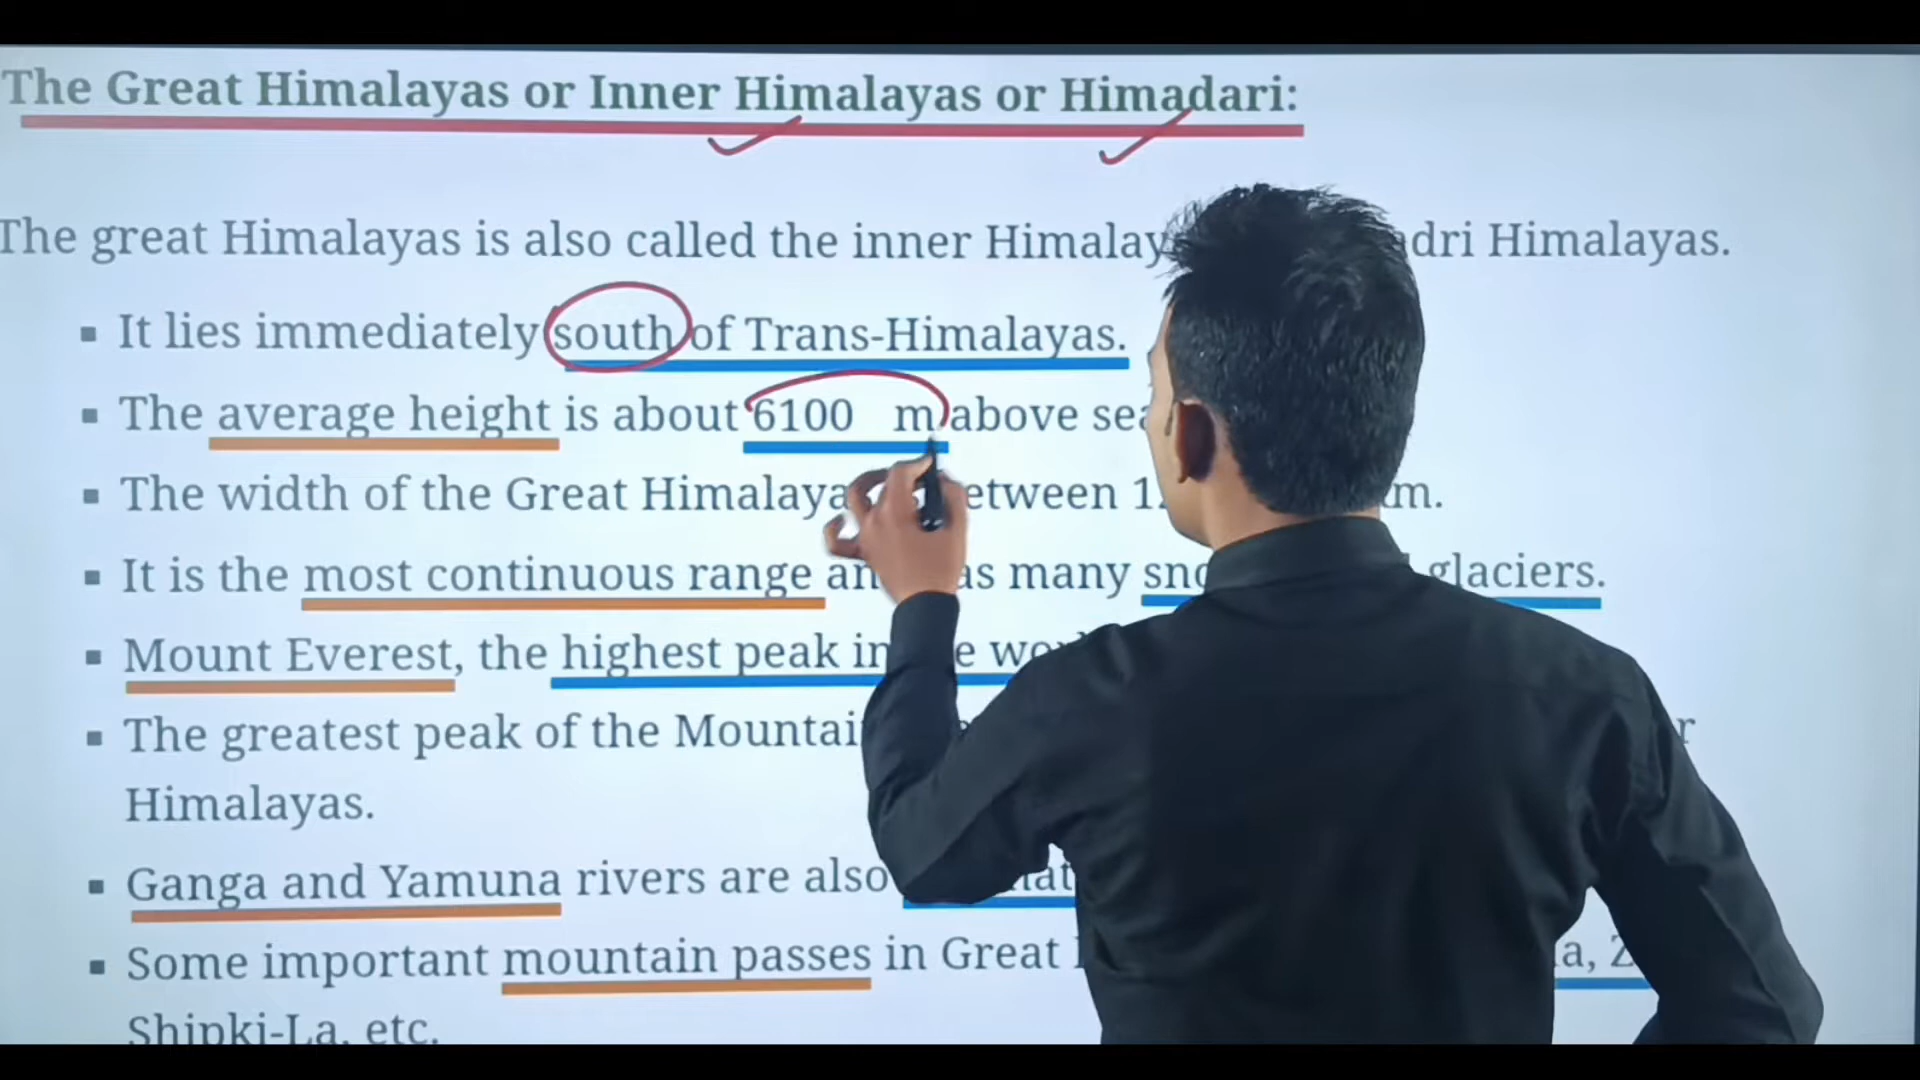 The Great Himalayas or Inner Himalayas or Himadari:
The great Himalayas is also called the inner Himalay adri Himalayas.
▪ It lies immediately south of Trans-Himalayas.
▪ The average height is about 6100 m above sea
▪ The width of the Great Himalaya etween 1 m.
▪ It is the most continuous range an as many sno glaciers.
▪ Mount Everest, the highest peak in e wo
▪ The greatest peak of the Mountai r
Himalayas.
▪ Ganga and Yamuna rivers are also nat
▪ Some important mountain passes in Great a, Z
Shipki-La, etc.